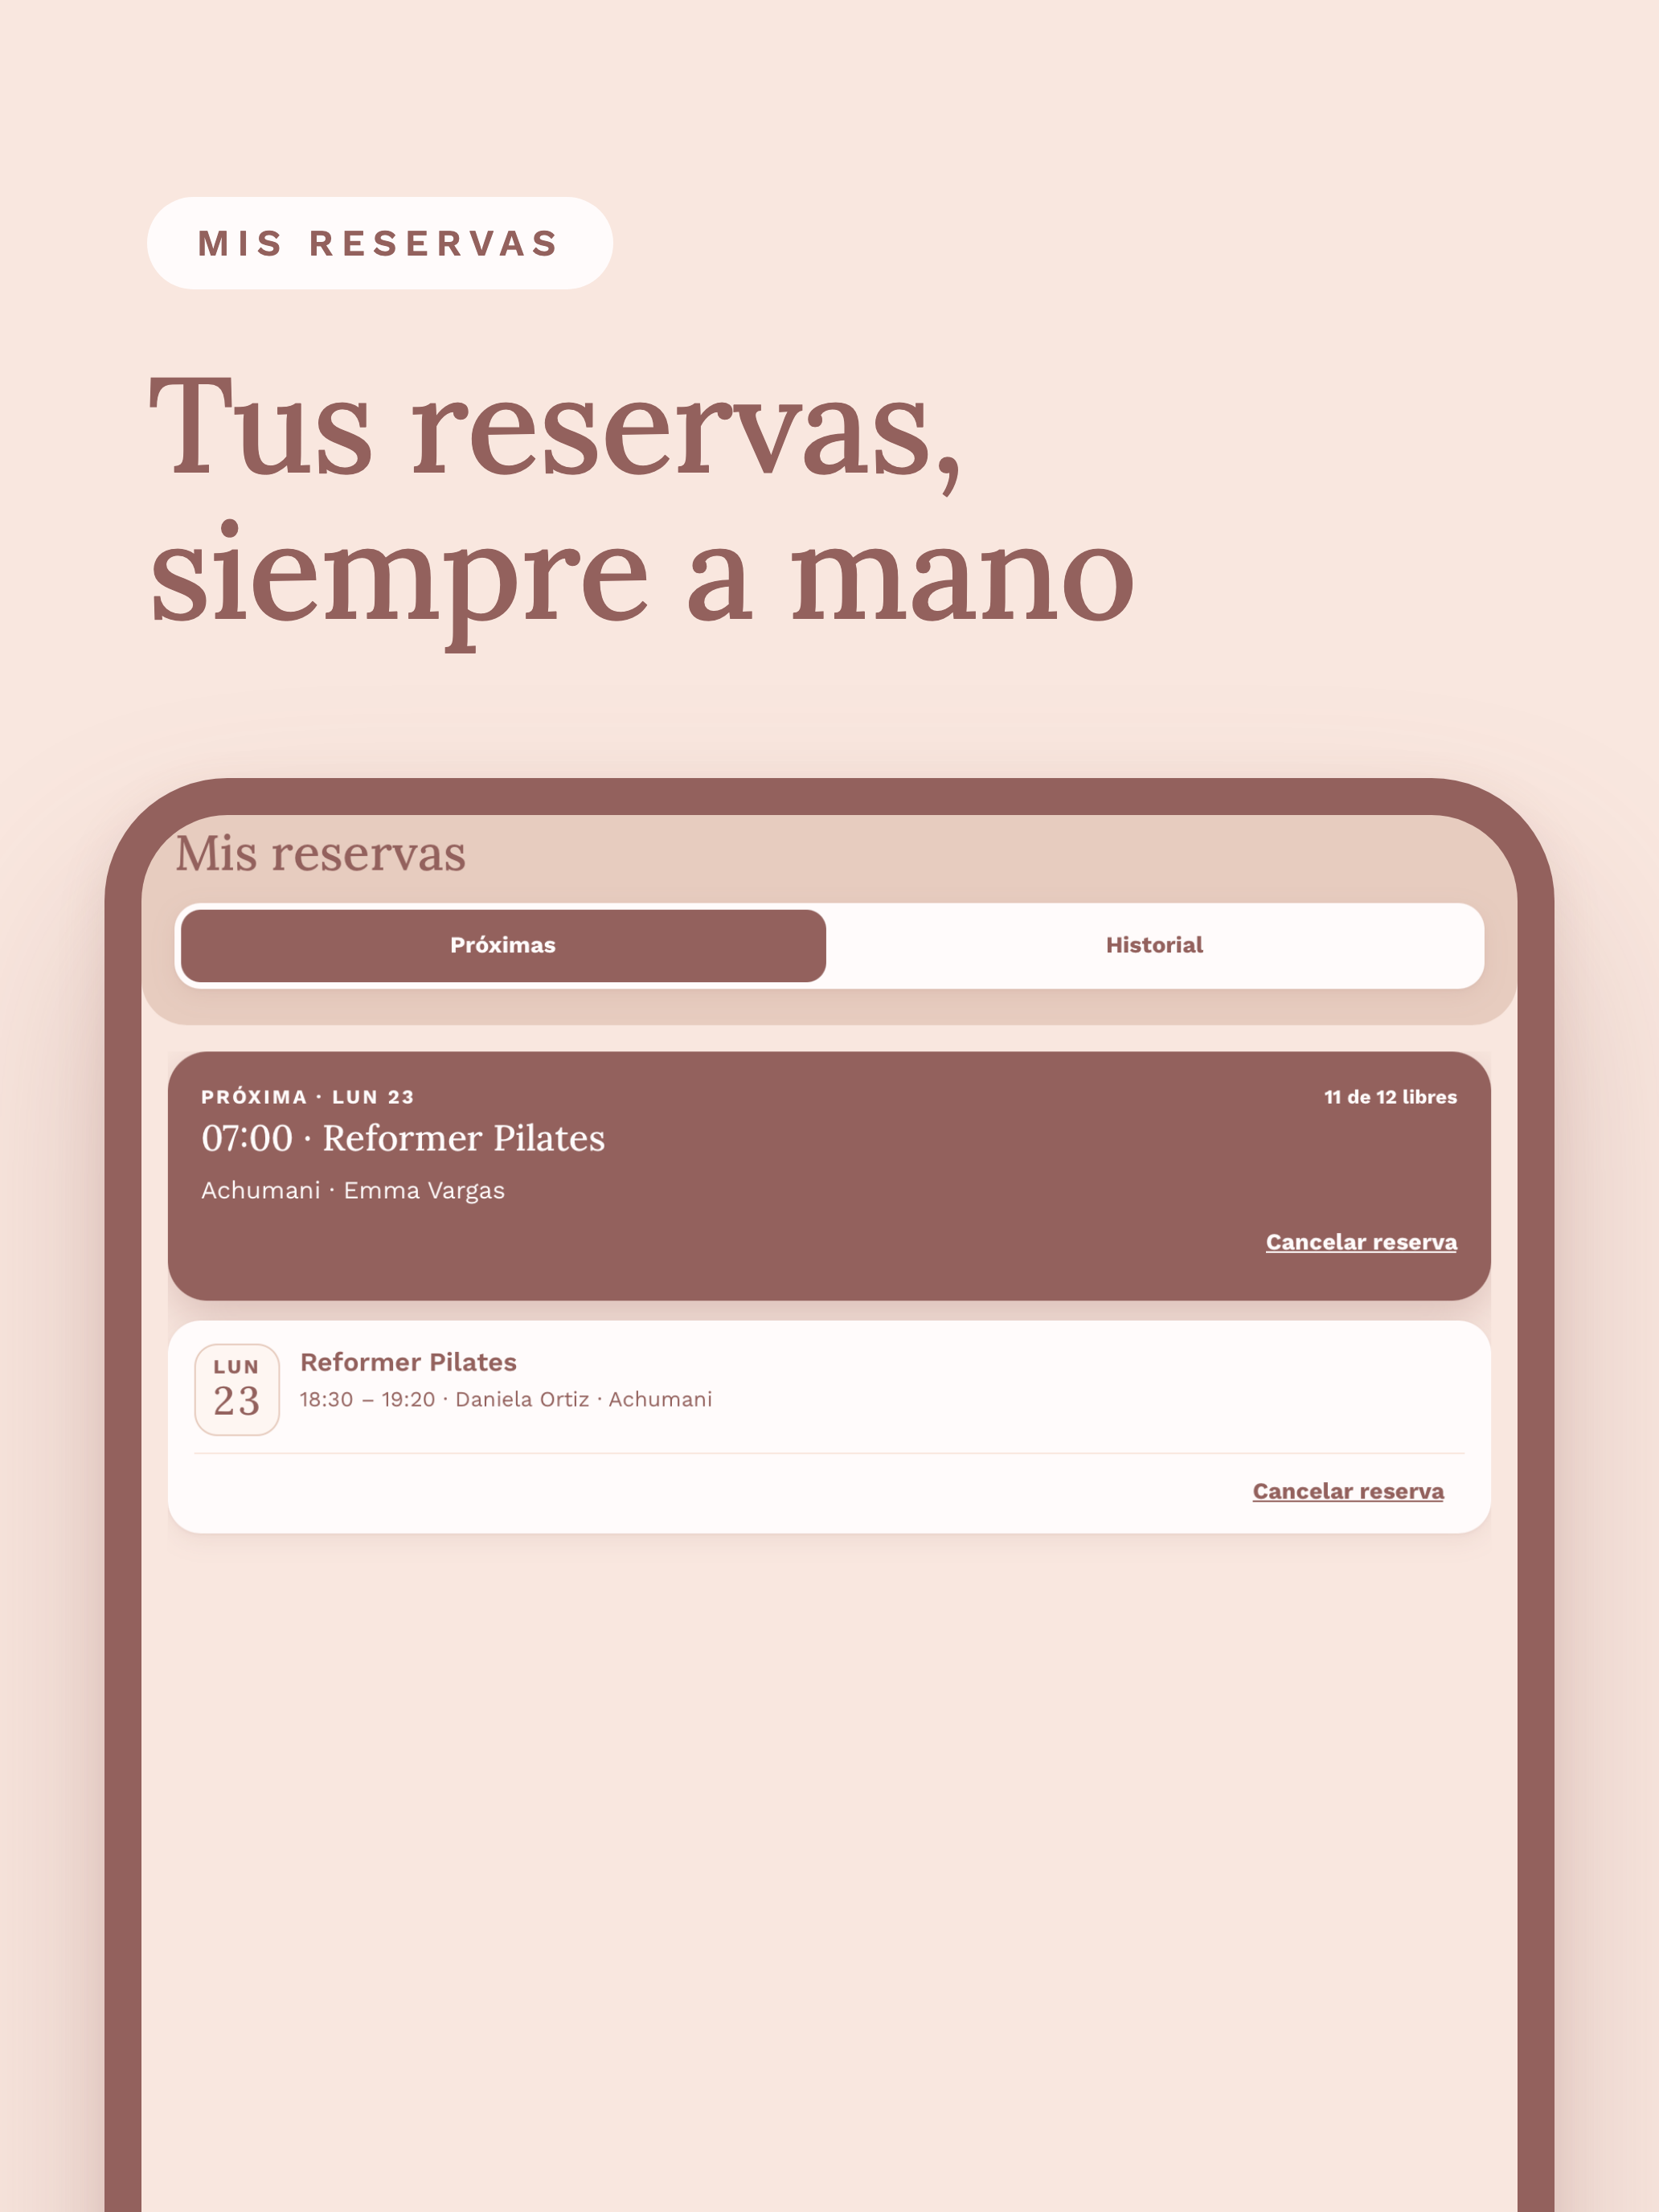 MIS RESERVAS
Tus reservas,
siempre a mano
Mis reservas
Próximas
Historial
PRÓXIMA · LUN 23
11 de 12 libres
07:00 · Reformer Pilates
Achumani · Emma Vargas
Cancelar reserva
LUN
23
Reformer Pilates
18:30 – 19:20 · Daniela Ortiz · Achumani
Cancelar reserva